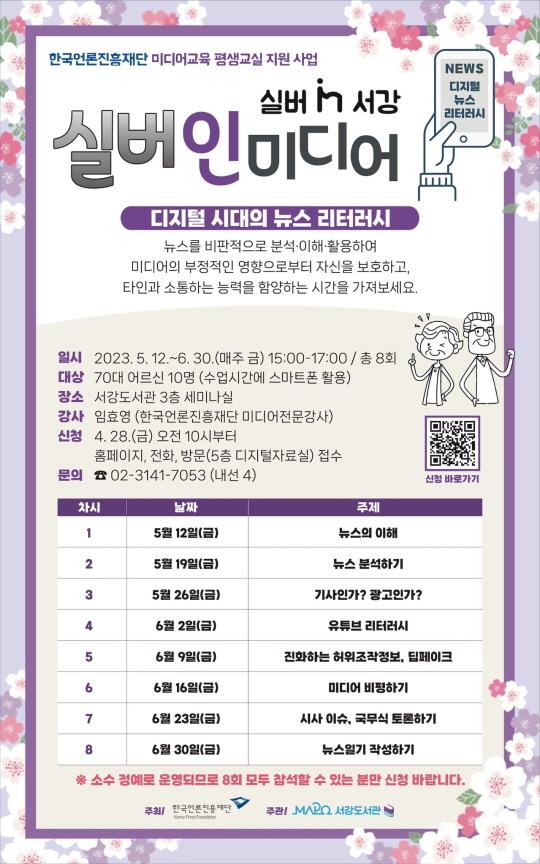 한국언론진흥재단 미디어교육 평생교실 지원 사업
실버 in 서강
실버인미디어
NEWS
디지털
뉴스
리터러시
디지털 시대의 뉴스 리터러시
뉴스를 비판적으로 분석·이해·활용하여
미디어의 부정적인 영향으로부터 자신을 보호하고,
타인과 소통하는 능력을 함양하는 시간을 가져보세요.
일시 2023. 5. 12.~6. 30.(매주 금) 15:00-17:00 / 총 8회
대상 70대 어르신 10명 (수업시간에 스마트폰 활용)
장소 서강도서관 3층 세미나실
강사 임효영 (한국언론진흥재단 미디어전문강사)
신청 4. 28.(금) 오전 10시부터
홈페이지, 전화, 방문(5층 디지털자료실) 접수
문의 ☎ 02-3141-7053 (내선 4)
신청 바로가기
차시 날짜 주제
1 5월 12일(금) 뉴스의 이해
2 5월 19일(금) 뉴스 분석하기
3 5월 26일(금) 기사인가? 광고인가?
4 6월 2일(금) 유튜브 리터러시
5 6월 9일(금) 진화하는 허위조작정보, 딥페이크
6 6월 16일(금) 미디어 비평하기
7 6월 23일(금) 시사 이슈, 국무식 토론하기
8 6월 30일(금) 뉴스일기 작성하기
※ 소수 정예로 운영되므로 8회 모두 참석할 수 있는 분만 신청 바랍니다.
주최/ 한국언론진흥재단 주관/ MAPO 서강도서관
Korea Press Foundation